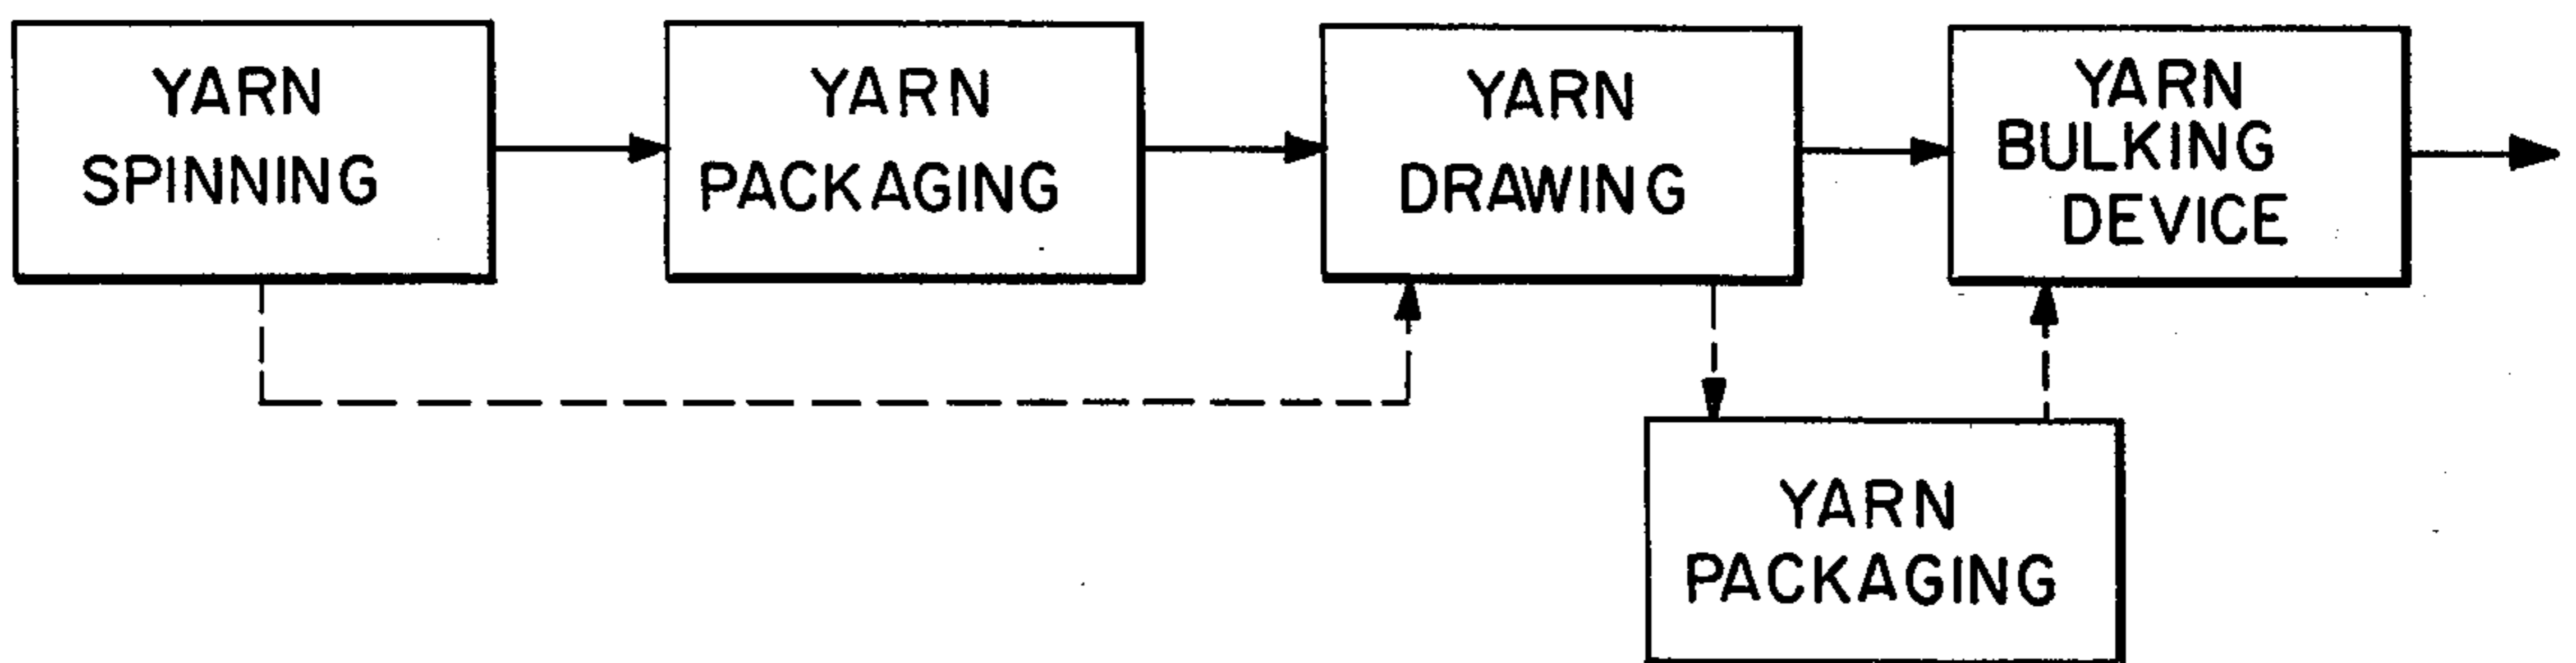 YARN
SPINNING
YARN
PACKAGING
YARN
DRAWING
YARN
BULKING
DEVICE
YARN
PACKAGING